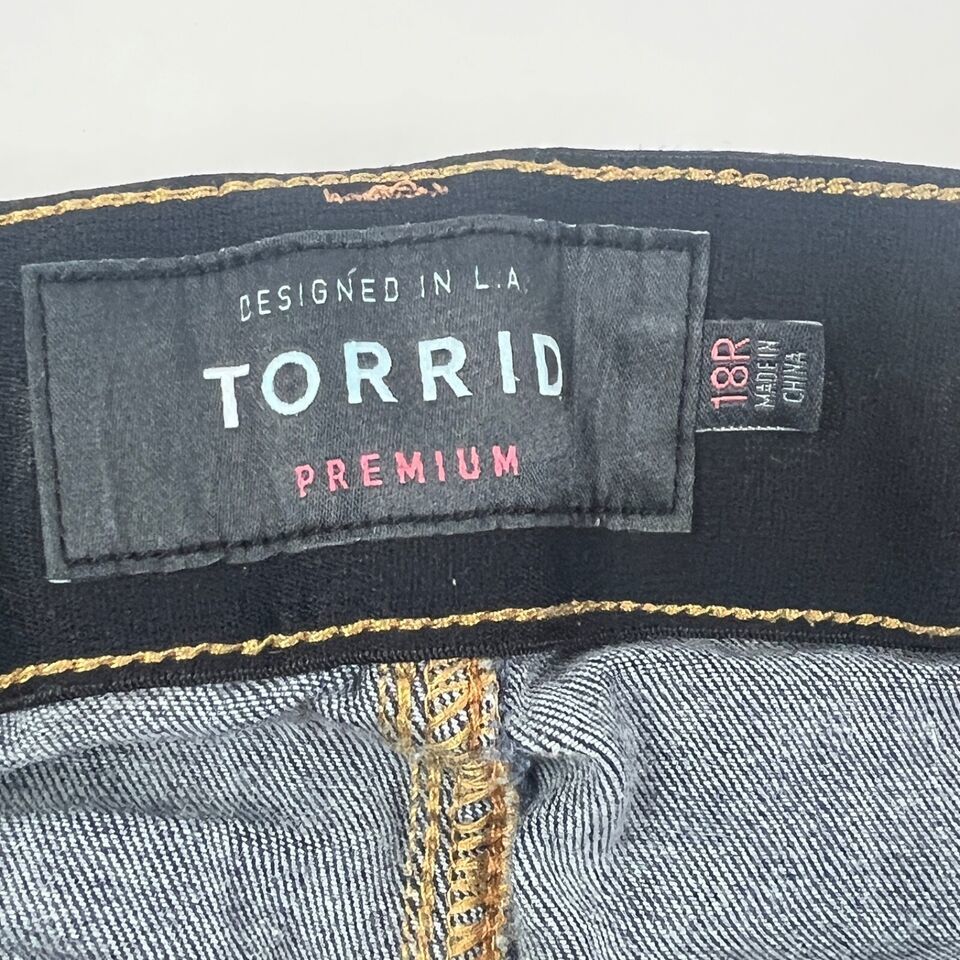 DESIGNED IN L.A
TORRID
PREMIUM
18R
MADE IN
CHINA